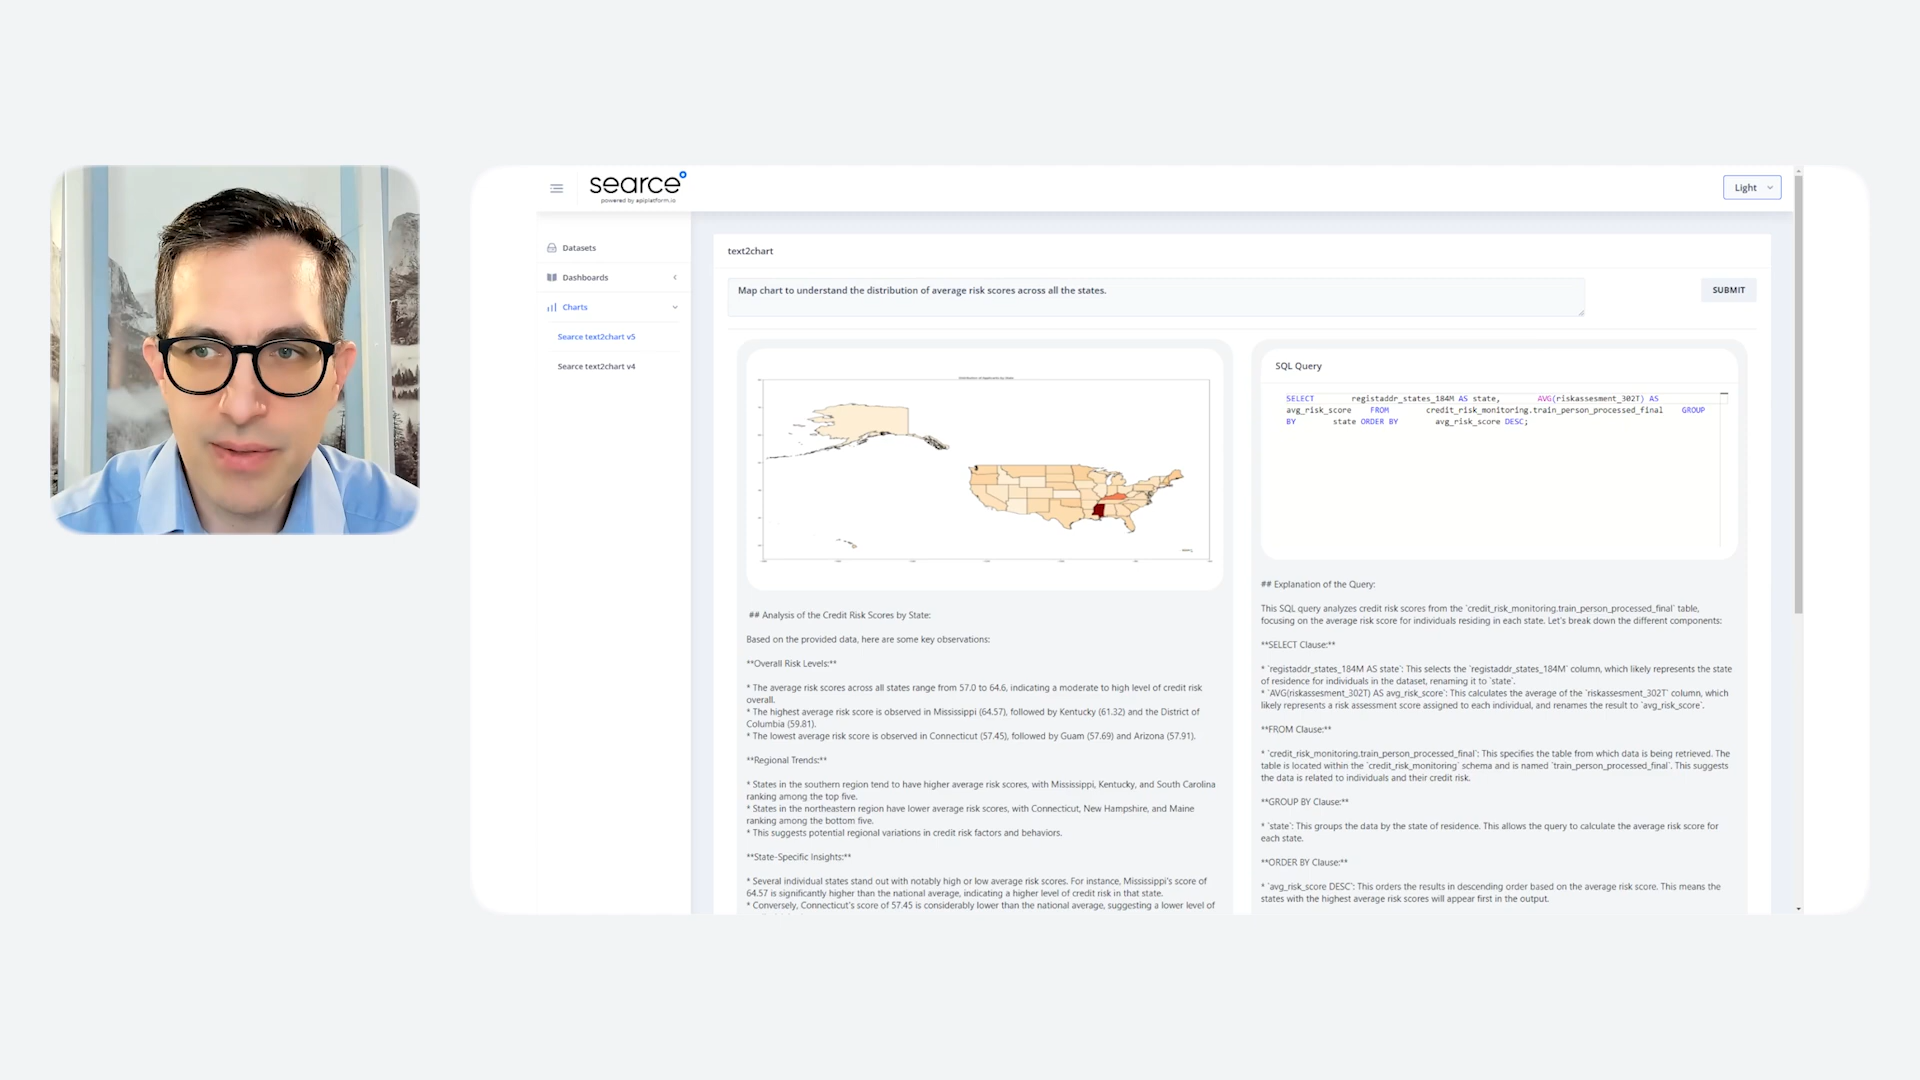 searce
powered by apiplatform.io
Light
Datasets
Dashboards
Charts
Searce text2chart v5
Searce text2chart v4
text2chart
Map chart to understand the distribution of average risk scores across all the states.
SUBMIT
## Analysis of the Credit Risk Scores by State:
Based on the provided data, here are some key observations:
**Overall Risk Levels:**
* The average risk scores across all states range from 57.0 to 64.6, indicating a moderate to high level of credit risk
overall.
* The highest average risk score is observed in Mississippi (64.57), followed by Kentucky (61.32) and the District of
Columbia (59.81).
* The lowest average risk score is observed in Connecticut (57.45), followed by Guam (57.69) and Arizona (57.91).
**Regional Trends:**
* States in the southern region tend to have higher average risk scores, with Mississippi, Kentucky, and South Carolina
ranking among the top five.
* States in the northeastern region have lower average risk scores, with Connecticut, New Hampshire, and Maine
ranking among the bottom five.
* This suggests potential regional variations in credit risk factors and behaviors.
**State-Specific Insights:**
* Several individual states stand out with notably high or low average risk scores. For instance, Mississippi's score of
64.57 is significantly higher than the national average, indicating a higher level of credit risk in that state.
* Conversely, Connecticut's score of 57.45 is considerably lower than the national average, suggesting a lower level of
SQL Query
SELECT registaddr_states_184M AS state, AVG(riskassesment_302T) AS
avg_risk_score FROM credit_risk_monitoring.train_person_processed_final GROUP
BY state ORDER BY avg_risk_score DESC;
## Explanation of the Query:
This SQL query analyzes credit risk scores from the `credit_risk_monitoring.train_person_processed_final` table,
focusing on the average risk score for individuals residing in each state. Let's break down the different components:
**SELECT Clause:**
* `registaddr_states_184M AS state`: This selects the `registaddr_states_184M` column, which likely represents the state
of residence for individuals in the dataset, renaming it to `state`.
* `AVG(riskassesment_302T) AS avg_risk_score`: This calculates the average of the `riskassesment_302T` column, which
likely represents a risk assessment score assigned to each individual, and renames the result to `avg_risk_score`.
**FROM Clause:**
* `credit_risk_monitoring.train_person_processed_final`: This specifies the table from which data is being retrieved. The
table is located within the `credit_risk_monitoring` schema and is named `train_person_processed_final`. This suggests
the data is related to individuals and their credit risk.
**GROUP BY Clause:**
* `state`: This groups the data by the state of residence. This allows the query to calculate the average risk score for
each state.
**ORDER BY Clause:**
* `avg_risk_score DESC`: This orders the results in descending order based on the average risk score. This means the
states with the highest average risk scores will appear first in the output.